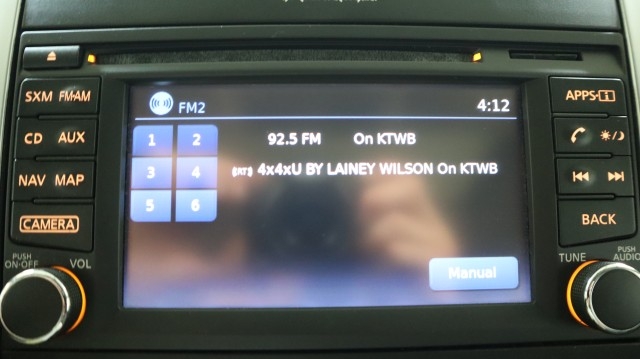 SXM FM·AM
CD AUX
NAV MAP
CAMERA
PUSH
ON·OFF
VOL
FM2
4:12
1 2
3 4
5 6
92.5 FM On KTWB
4x4xU BY LAINEY WILSON On KTWB
Manual
APPS·i
BACK
TUNE
PUSH
AUDIO